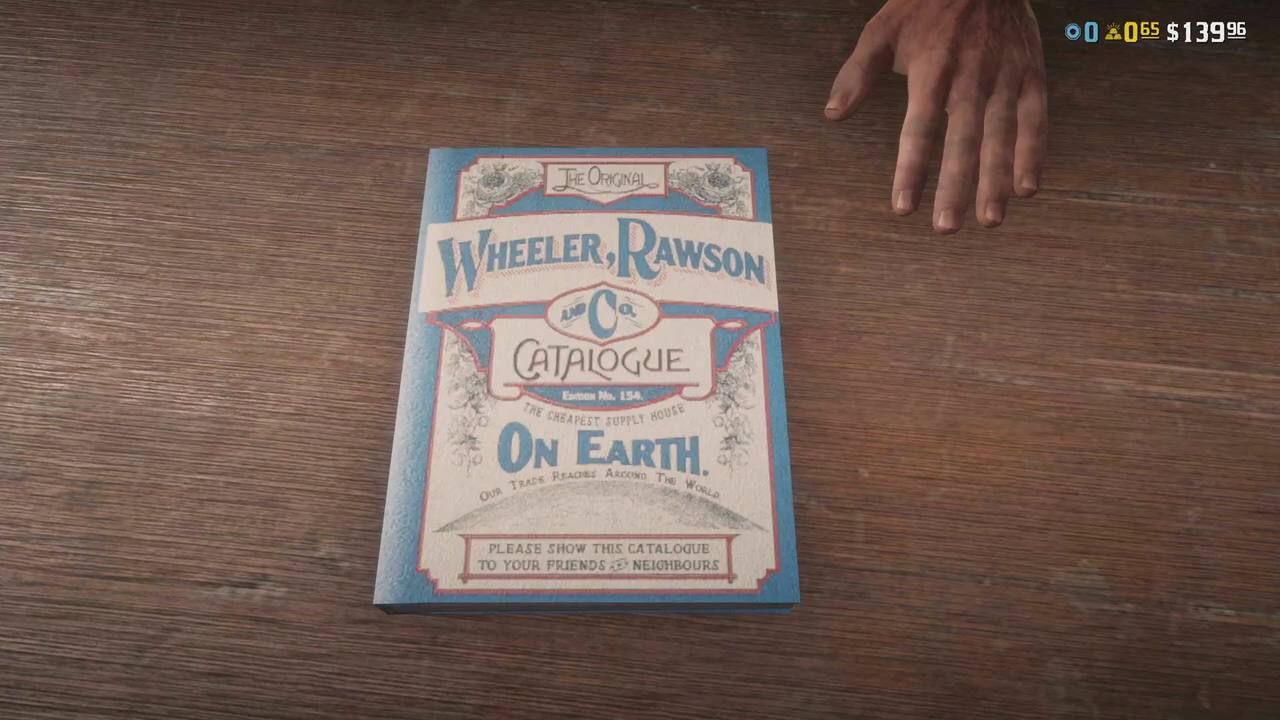 0 0 65 $139 96
THE ORIGINAL
WHEELER, RAWSON
AND CO.
CATALOGUE
EDITION No. 154.
THE CHEAPEST SUPPLY HOUSE
ON EARTH.
OUR TRADE REACHES AROUND THE WORLD
PLEASE SHOW THIS CATALOGUE
TO YOUR FRIENDS AND NEIGHBOURS